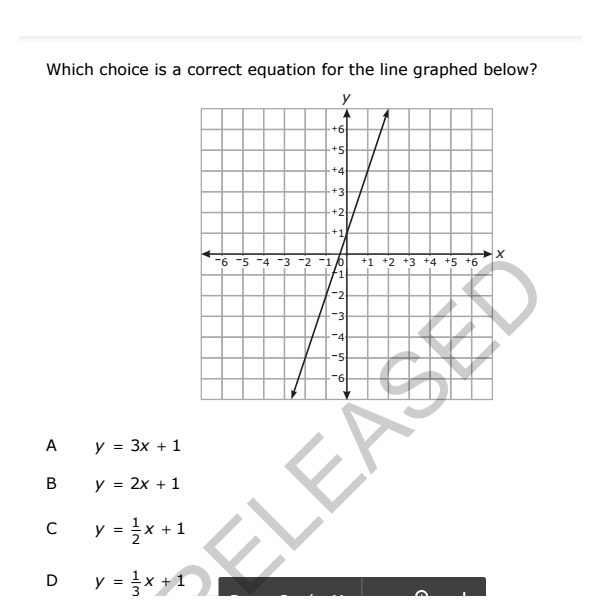 Which choice is a correct equation for the line graphed below?
y
+6
+5
+4
+3
+2
+1
x
−6 −5 −4 −3 −2 −1 0 +1 +2 +3 +4 +5 +6
−1
−2
−3
−4
−5
−6
A y = 3x + 1
B y = 2x + 1
C y = 1/2 x + 1
D y = 1/3 x + 1
RELEASED